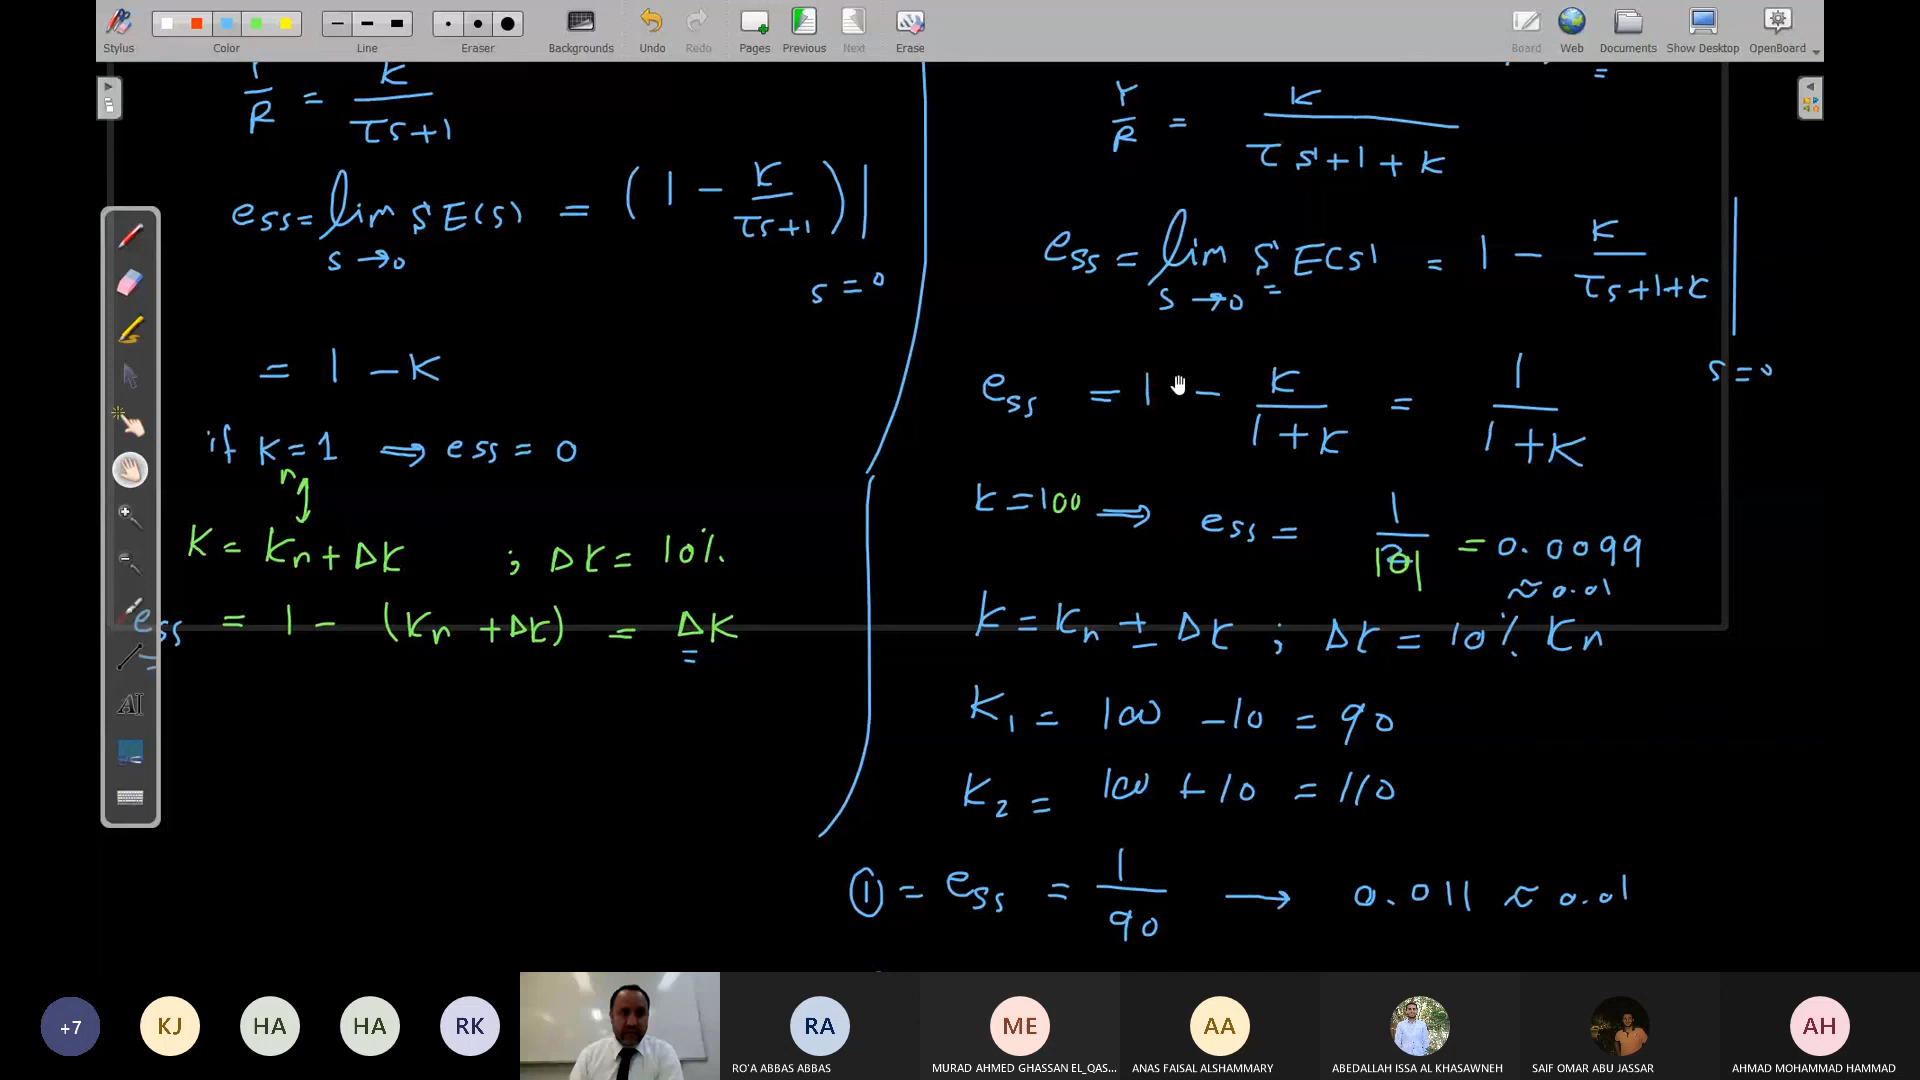 Stylus Color Line Eraser Backgrounds Undo Redo Pages Previous Next Erase Board Web Documents Show Desktop OpenBoard
Y/R = K/(τs+1)
ess = lim s→0 S E(s) = (1 - K/(τs+1))| s=0
= 1 - K
if K = 1 ⟹ ess = 0
n
K = Kn + ΔK ; ΔK = 10%.
ess = 1 - (Kn + ΔK) = ΔK
Y/R = K/(τs+1+K)
ess = lim s→0 S E(s) = 1 - K/(τs+1+K) | s=0
ess = 1 - K/(1+K) = 1/(1+K)
K = 100 ⟹ ess = 1/101 = 0.0099
≈ 0.01
K = Kn ± ΔK ; ΔK = 10% Kn
K1 = 100 - 10 = 90
K2 = 100 + 10 = 110
① = ess = 1/90 → 0.011 ≈ 0.01
+7
KJ
HA
HA
RK
RA
RO'A ABBAS ABBAS
ME
MURAD AHMED GHASSAN EL_QAS...
AA
ANAS FAISAL ALSHAMMARY
ABEDALLAH ISSA AL KHASAWNEH
SAIF OMAR ABU JASSAR
AH
AHMAD MOHAMMAD HAMMAD